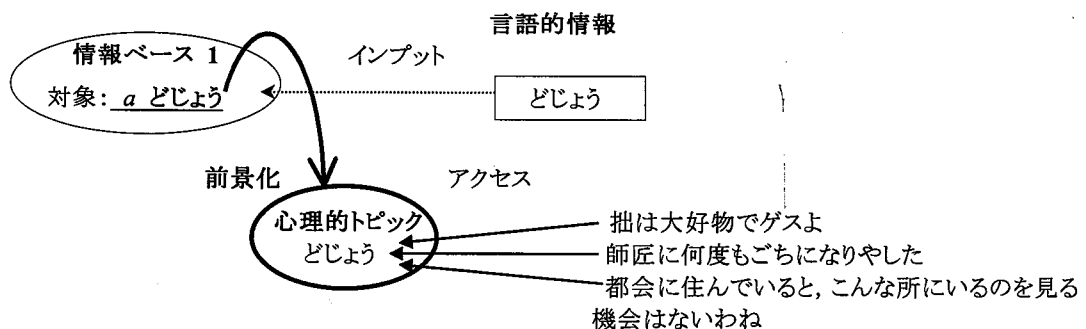 言語的情報
情報ベース 1
インプット
対象: a どじょう
どじょう
前景化
アクセス
心理的トピック
どじょう
拙は大好物でゲスよ
師匠に何度もごちになりやした
都会に住んでいると, こんな所にいるのを見る
機会はないわね